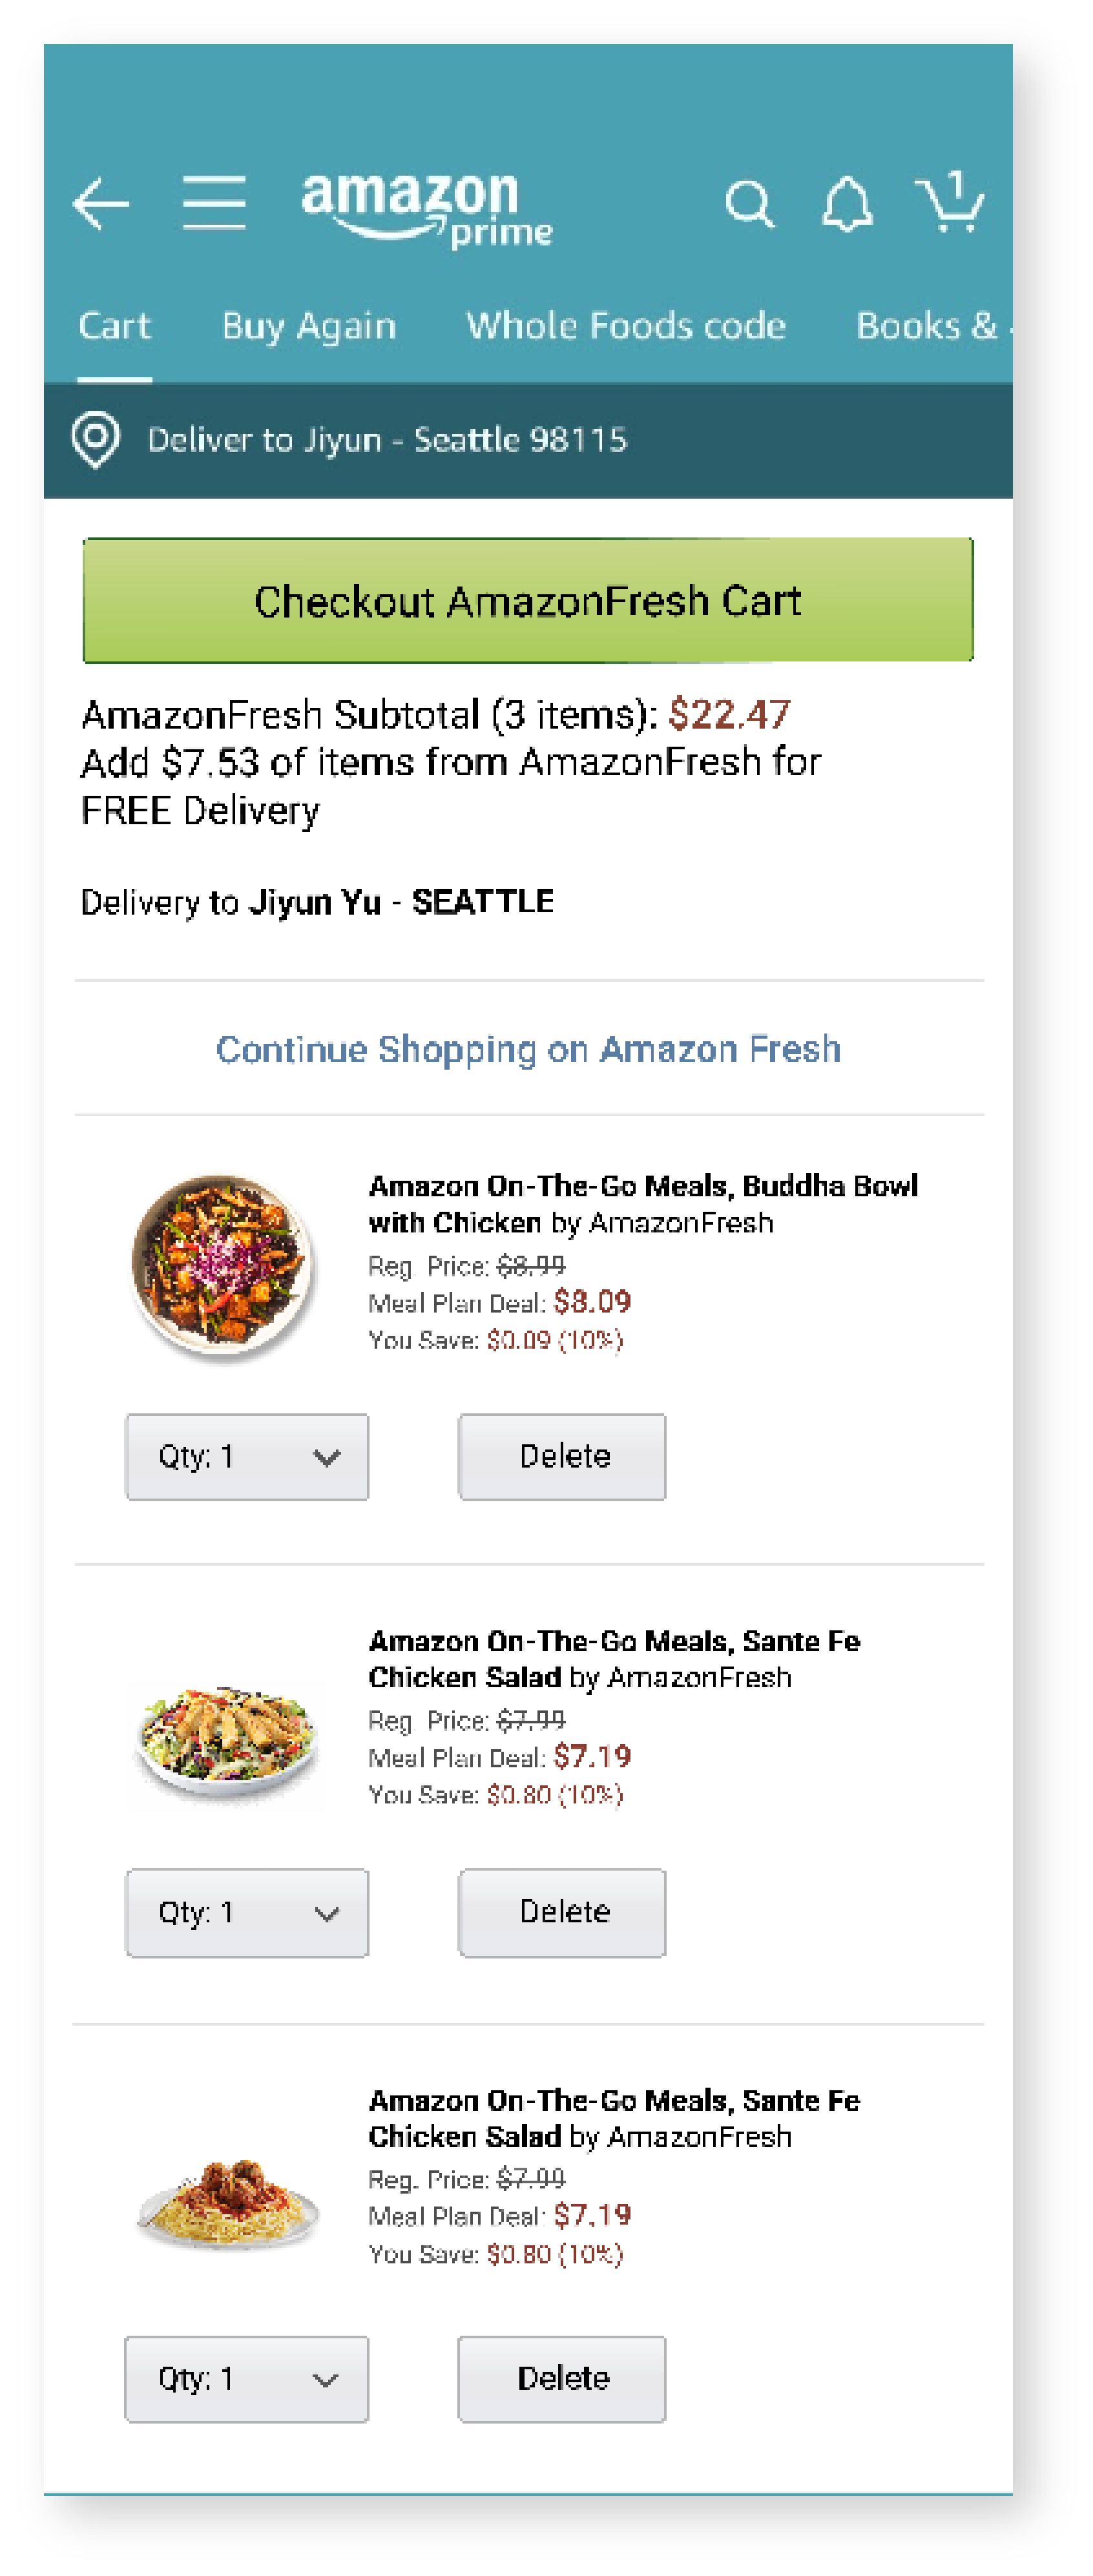 amazon
prime
1
Cart Buy Again Whole Foods code Books &
Deliver to Jiyun - Seattle 98115
Checkout AmazonFresh Cart
AmazonFresh Subtotal (3 items): $22.47
Add $7.53 of items from AmazonFresh for
FREE Delivery
Delivery to Jiyun Yu - SEATTLE
Continue Shopping on Amazon Fresh
Amazon On-The-Go Meals, Buddha Bowl
with Chicken by AmazonFresh
Reg. Price: $8.99
Meal Plan Deal: $8.09
You Save: $0.09 (10%)
Qty: 1 Delete
Amazon On-The-Go Meals, Sante Fe
Chicken Salad by AmazonFresh
Reg. Price: $7.99
Meal Plan Deal: $7.19
You Save: $0.80 (10%)
Qty: 1 Delete
Amazon On-The-Go Meals, Sante Fe
Chicken Salad by AmazonFresh
Reg. Price: $7.99
Meal Plan Deal: $7.19
You Save: $0.80 (10%)
Qty: 1 Delete